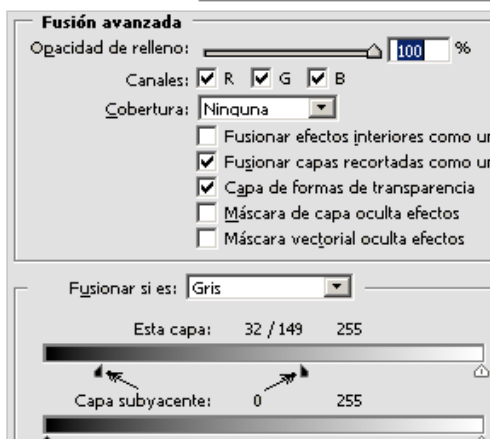 Fusión avanzada
Opacidad de relleno: 100 %
Canales: R G B
Cobertura: Ninguna
Fusionar efectos interiores como un
Fusionar capas recortadas como un
Capa de formas de transparencia
Máscara de capa oculta efectos
Máscara vectorial oculta efectos
Fusionar si es: Gris
Esta capa: 32 / 149 255
Capa subyacente: 0 255